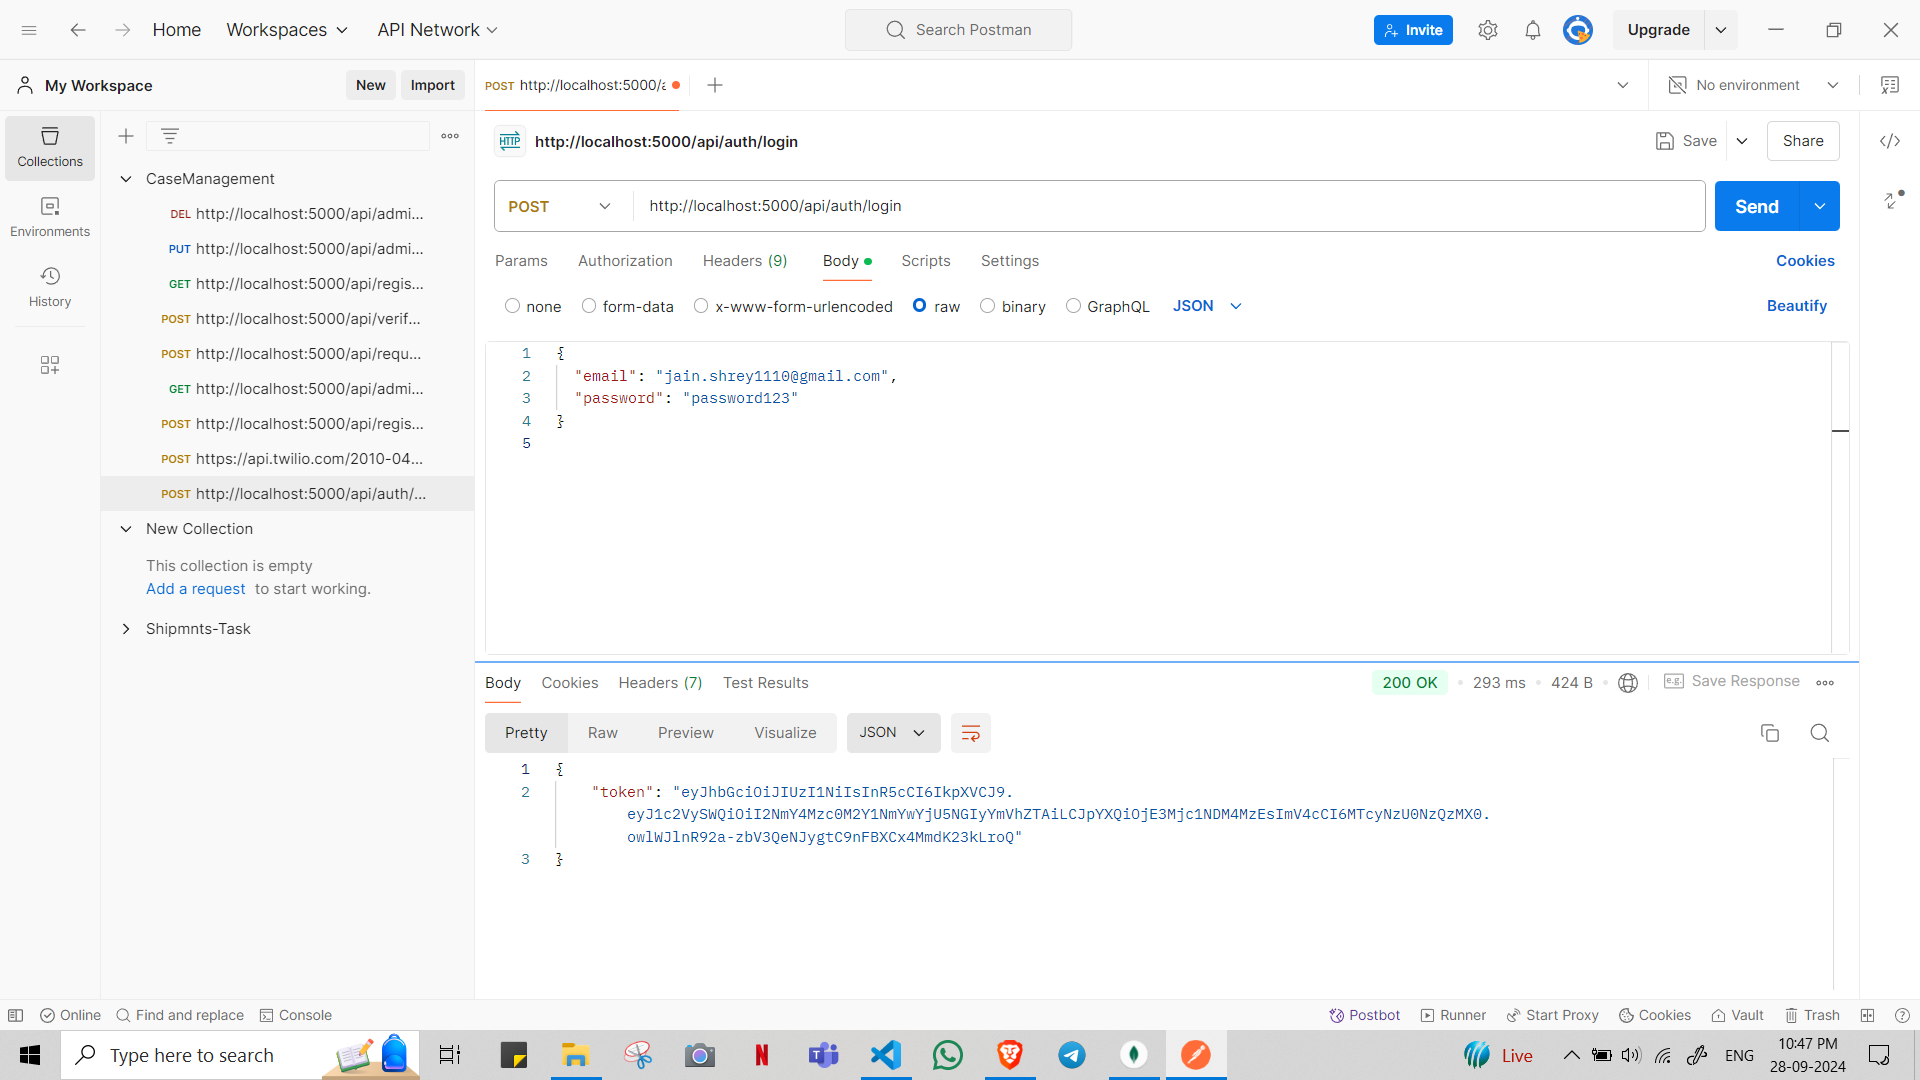 Home Workspaces API Network Search Postman Invite Upgrade
My Workspace New Import POST http://localhost:5000/a No environment
HTTP http://localhost:5000/api/auth/login Save Share
Collections
Environments
History
CaseManagement
DEL http://localhost:5000/api/admi...
PUT http://localhost:5000/api/admi...
GET http://localhost:5000/api/regis...
POST http://localhost:5000/api/verif...
POST http://localhost:5000/api/requ...
GET http://localhost:5000/api/admi...
POST http://localhost:5000/api/regis...
POST https://api.twilio.com/2010-04...
POST http://localhost:5000/api/auth/...
New Collection
This collection is empty
Add a request to start working.
Shipmnts-Task
POST http://localhost:5000/api/auth/login Send
Params Authorization Headers (9) Body Scripts Settings Cookies
none form-data x-www-form-urlencoded raw binary GraphQL JSON Beautify
1 {
2 "email": "jain.shrey1110@gmail.com",
3 "password": "password123"
4 }
5
Body Cookies Headers (7) Test Results 200 OK 293 ms 424 B e.g. Save Response
Pretty Raw Preview Visualize JSON
1 {
2 "token": "eyJhbGciOiJIUzI1NiIsInR5cCI6IkpXVCJ9.
eyJ1c2VySWQiOiI2NmY4Mzc0M2Y1NmYwYjU5NGIyYmVhZTAiLCJpYXQiOjE3Mjc1NDM4MzEsImV4cCI6MTcyNzU0NzQzMX0.
owlWJlnR92a-zbV3QeNJygtC9nFBXCx4MmdK23kLroQ"
3 }
Online Find and replace Console Postbot Runner Start Proxy Cookies Vault Trash
Type here to search N Live ENG 10:47 PM
28-09-2024